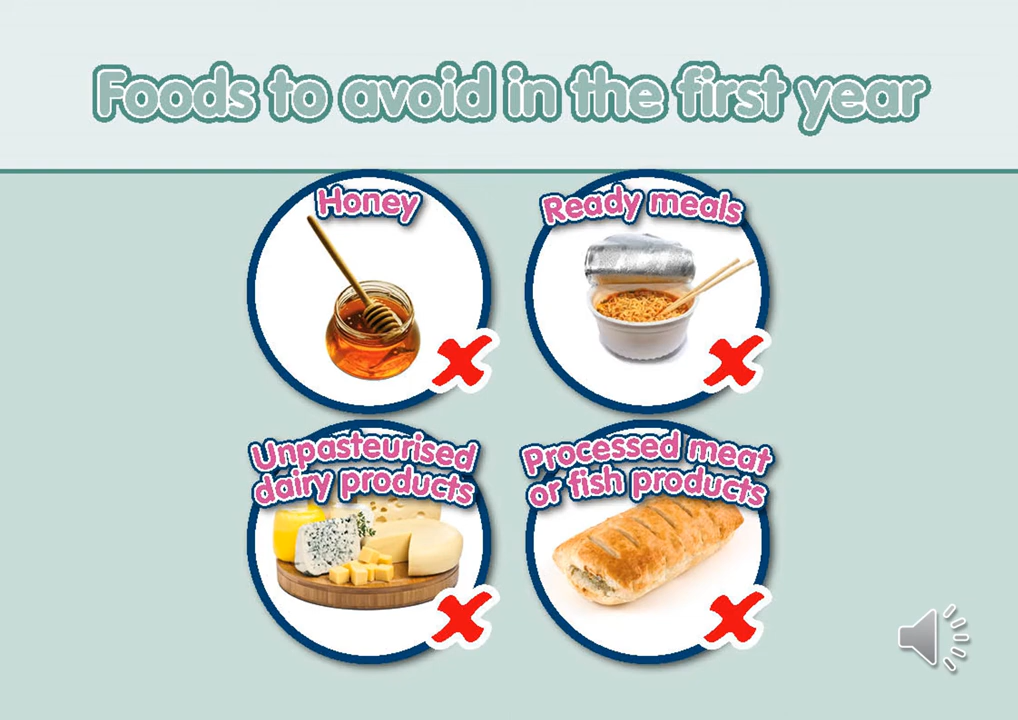 Foods to avoid in the first year
Honey
Ready meals
Unpasteurised
dairy products
Processed meat
or fish products